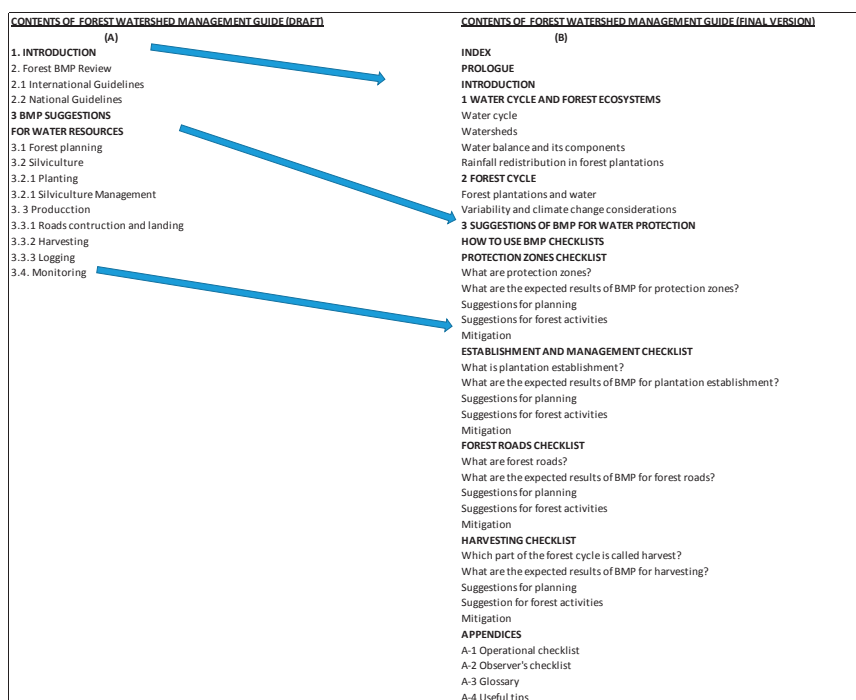 CONTENTS OF FOREST WATERSHED MANAGEMENT GUIDE (DRAFT)
(A)
1. INTRODUCTION
2. Forest BMP Review
2.1 International Guidelines
2.2 National Guidelines
3 BMP SUGGESTIONS
FOR WATER RESOURCES
3.1 Forest planning
3.2 Silviculture
3.2.1 Planting
3.2.1 Silviculture Management
3. 3 Producction
3.3.1 Roads contruction and landing
3.3.2 Harvesting
3.3.3 Logging
3.4. Monitoring
CONTENTS OF FOREST WATERSHED MANAGEMENT GUIDE (FINAL VERSION)
(B)
INDEX
PROLOGUE
INTRODUCTION
1 WATER CYCLE AND FOREST ECOSYSTEMS
Water cycle
Watersheds
Water balance and its components
Rainfall redistribution in forest plantations
2 FOREST CYCLE
Forest plantations and water
Variability and climate change considerations
3 SUGGESTIONS OF BMP FOR WATER PROTECTION
HOW TO USE BMP CHECKLISTS
PROTECTION ZONES CHECKLIST
What are protection zones?
What are the expected results of BMP for protection zones?
Suggestions for planning
Suggestions for forest activities
Mitigation
ESTABLISHMENT AND MANAGEMENT CHECKLIST
What is plantation establishment?
What are the expected results of BMP for plantation establishment?
Suggestions for planning
Suggestions for forest activities
Mitigation
FOREST ROADS CHECKLIST
What are forest roads?
What are the expected results of BMP for forest roads?
Suggestions for planning
Suggestions for forest activities
Mitigation
HARVESTING CHECKLIST
Which part of the forest cycle is called harvest?
What are the expected results of BMP for harvesting?
Suggestions for planning
Suggestion for forest activities
Mitigation
APPENDICES
A-1 Operational checklist
A-2 Observer's checklist
A-3 Glossary
A-4 Useful tips